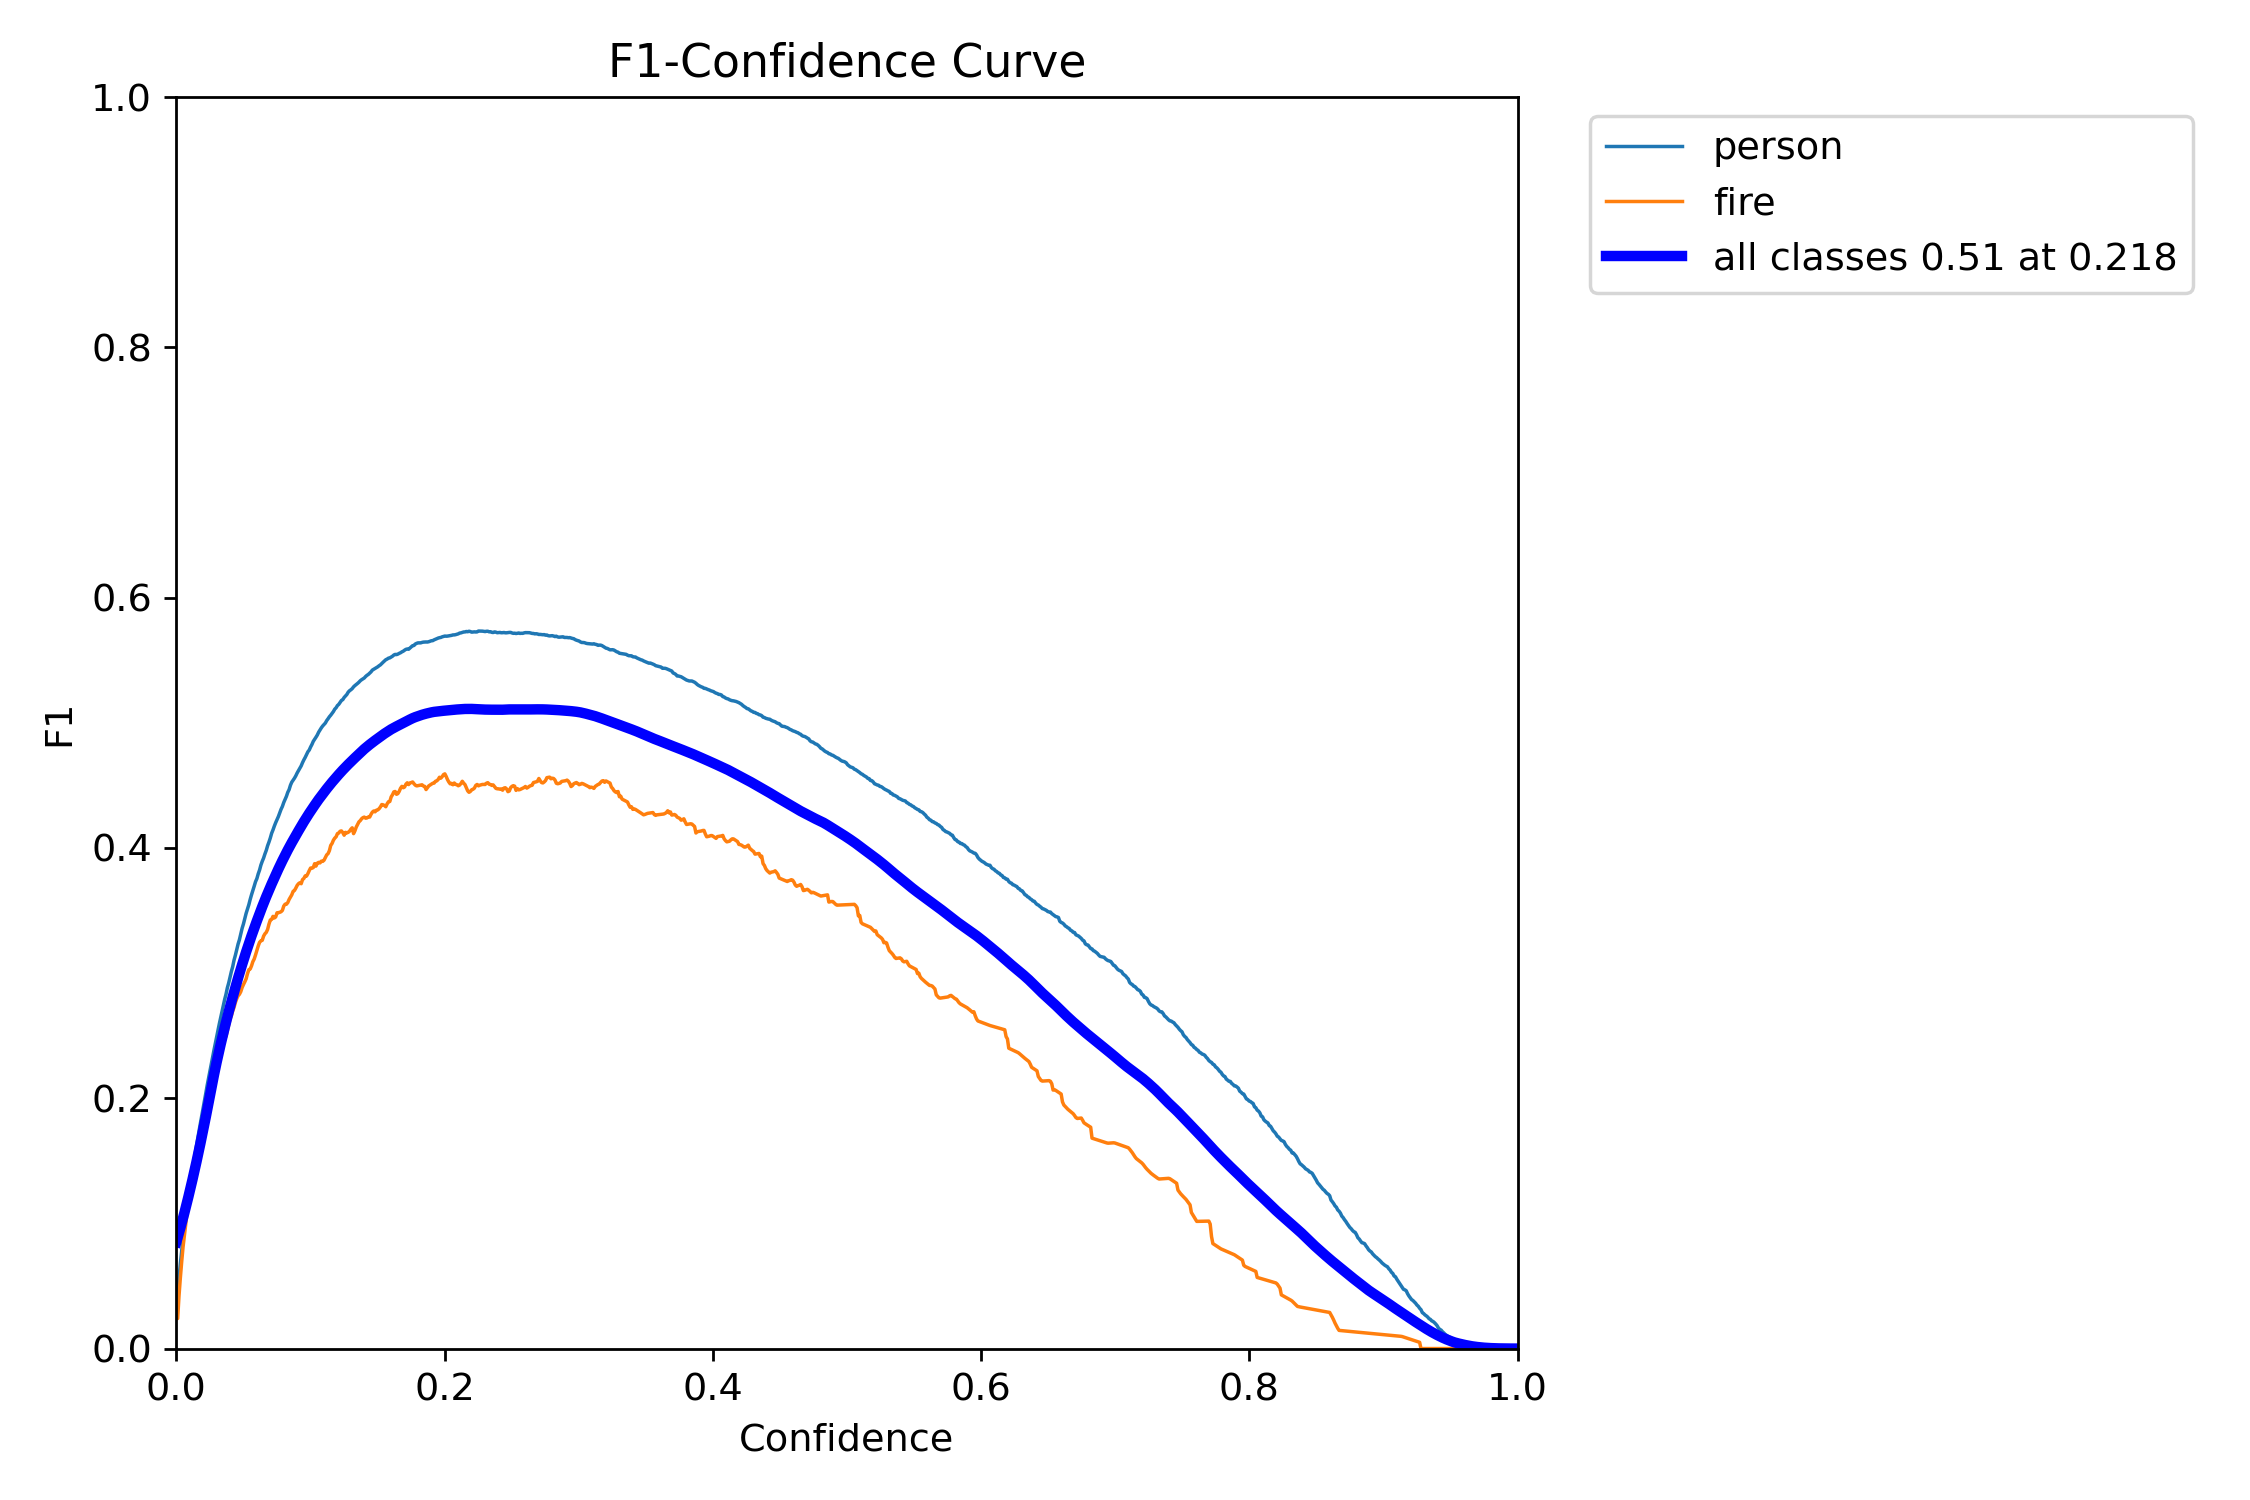 F1-Confidence Curve
1.0
0.8
0.6
0.4
0.2
0.0
F1
0.0 0.2 0.4 0.6 0.8 1.0
Confidence
person
fire
all classes 0.51 at 0.218